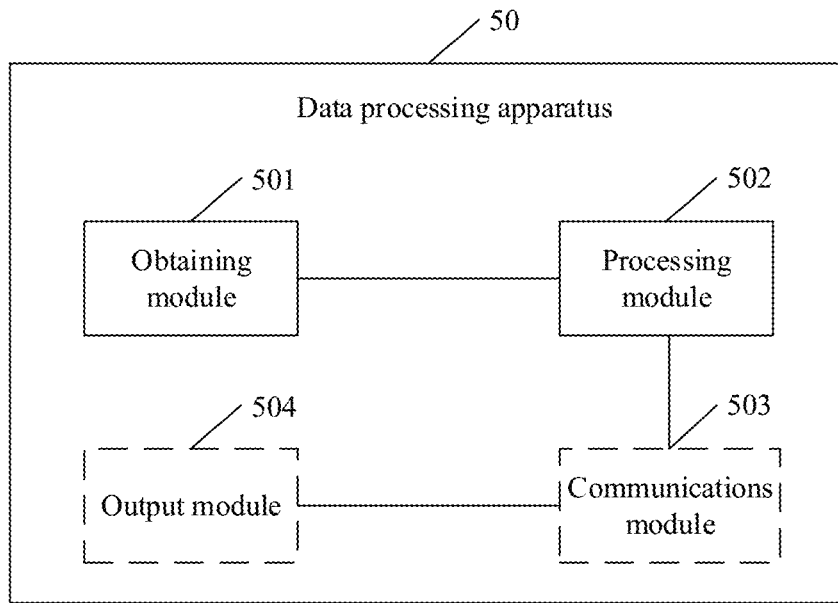 50
Data processing apparatus
501
502
Obtaining
module
Processing
module
504
503
Output module
Communications
module